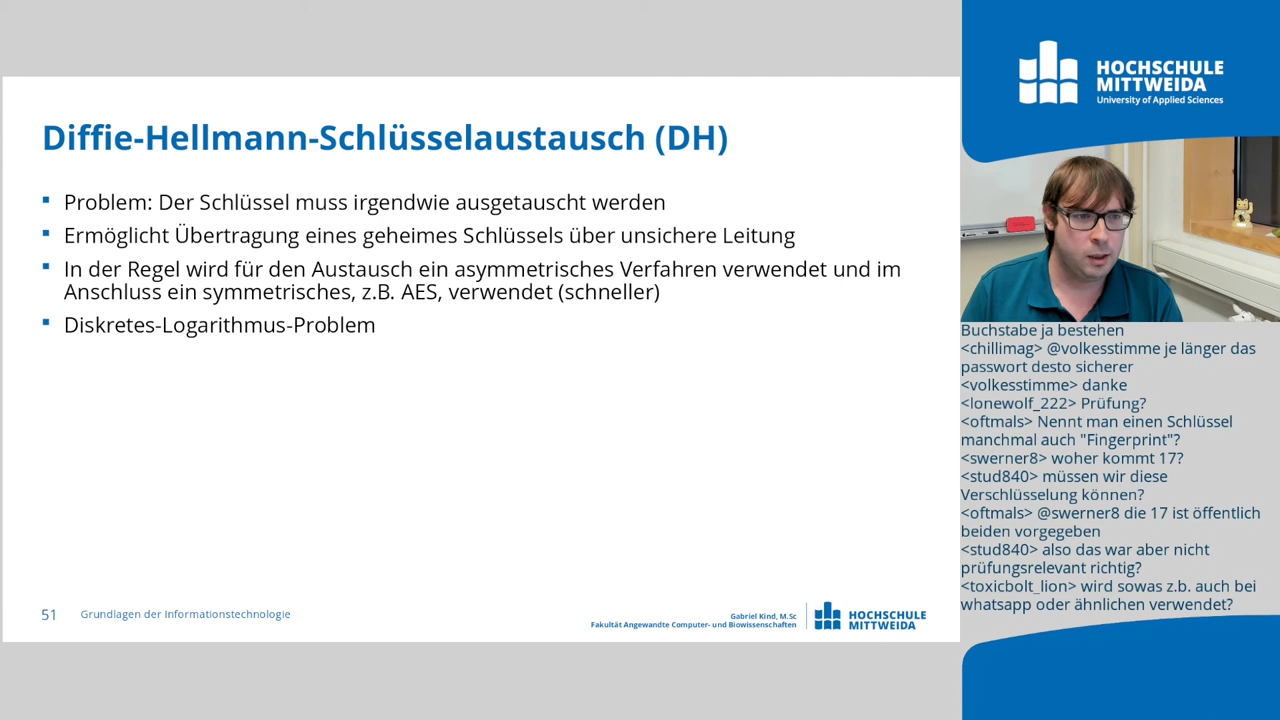 Diffie-Hellmann-Schlüsselaustausch (DH)
Problem: Der Schlüssel muss irgendwie ausgetauscht werden
Ermöglicht Übertragung eines geheimes Schlüssels über unsichere Leitung
In der Regel wird für den Austausch ein asymmetrisches Verfahren verwendet und im
Anschluss ein symmetrisches, z.B. AES, verwendet (schneller)
Diskretes-Logarithmus-Problem
51
Grundlagen der Informationstechnologie
Gabriel Kind, M.Sc
Fakultät Angewandte Computer- und Biowissenschaften
HOCHSCHULE
MITTWEIDA
HOCHSCHULE
MITTWEIDA
University of Applied Sciences
Buchstabe ja bestehen
<chillimag> @volkesstimme je länger das
passwort desto sicherer
<volkesstimme> danke
<lonewolf_222> Prüfung?
<oftmals> Nennt man einen Schlüssel
manchmal auch "Fingerprint"?
<swerner8> woher kommt 17?
<stud840> müssen wir diese
Verschlüsselung können?
<oftmals> @swerner8 die 17 ist öffentlich
beiden vorgegeben
<stud840> also das war aber nicht
prüfungsrelevant richtig?
<toxicbolt_lion> wird sowas z.b. auch bei
whatsapp oder ähnlichen verwendet?